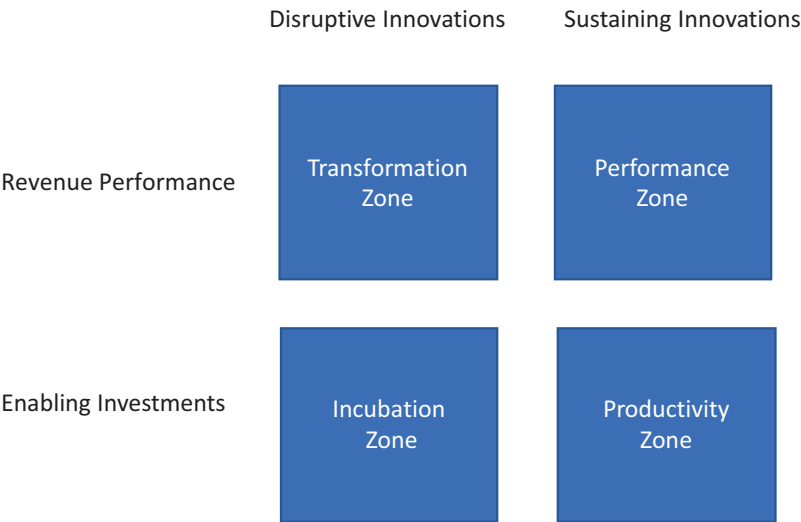 Disruptive Innovations
Sustaining Innovations
Revenue Performance
Transformation
Zone
Performance
Zone
Enabling Investments
Incubation
Zone
Productivity
Zone